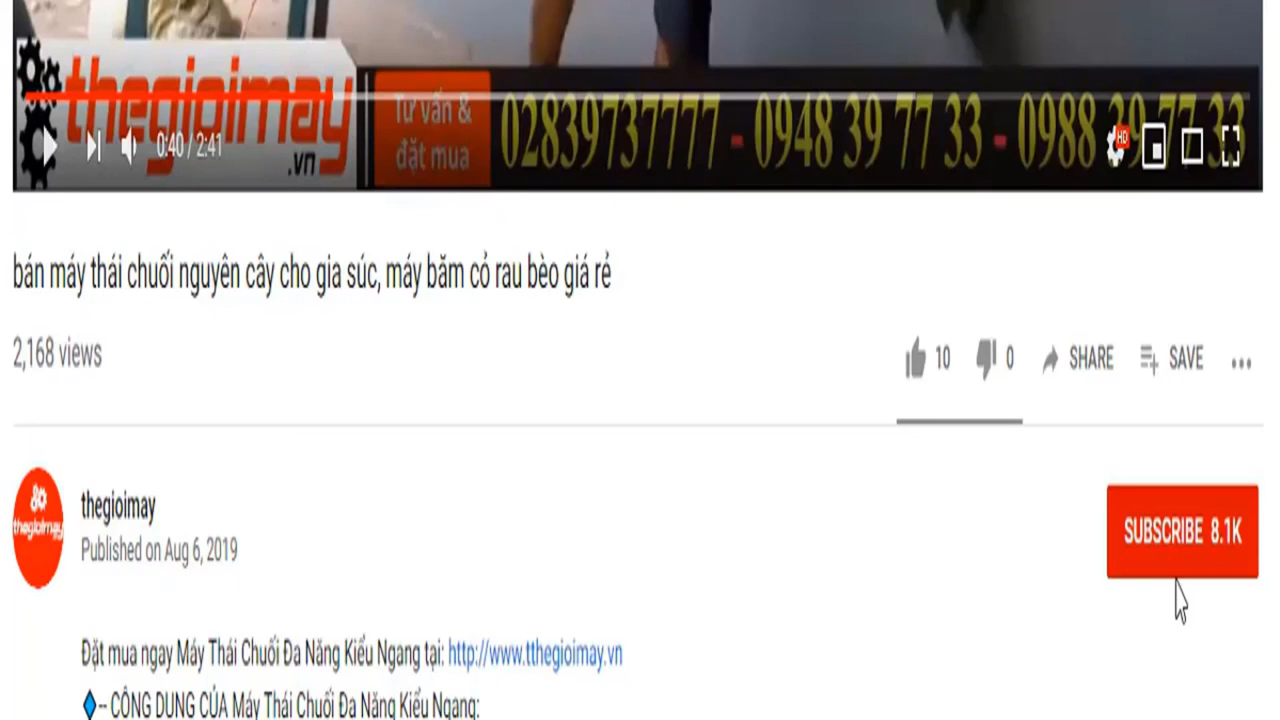 thegioimay
.vn
Tư vấn &
đặt mua
02839737777 - 0948 39 77 33 - 0988 39 77 33
HD
0:40 / 2:41
bán máy thái chuối nguyên cây cho gia súc, máy băm cỏ rau bèo giá rẻ
2,168 views
10 0 SHARE SAVE
thegioimay
thegioimay
Published on Aug 6, 2019
SUBSCRIBE 8.1K
Đặt mua ngay Máy Thái Chuối Đa Năng Kiểu Ngang tại: http://www.tthegioimay.vn
-- CÔNG DỤNG CỦA Máy Thái Chuối Đa Năng Kiểu Ngang: